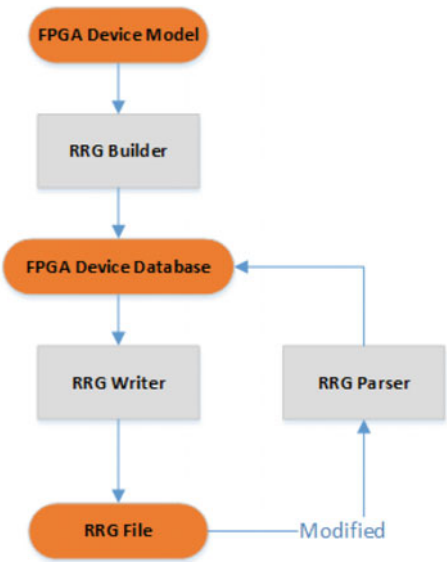 FPGA Device Model
RRG Builder
FPGA Device Database
RRG Writer
RRG Parser
RRG File
Modified